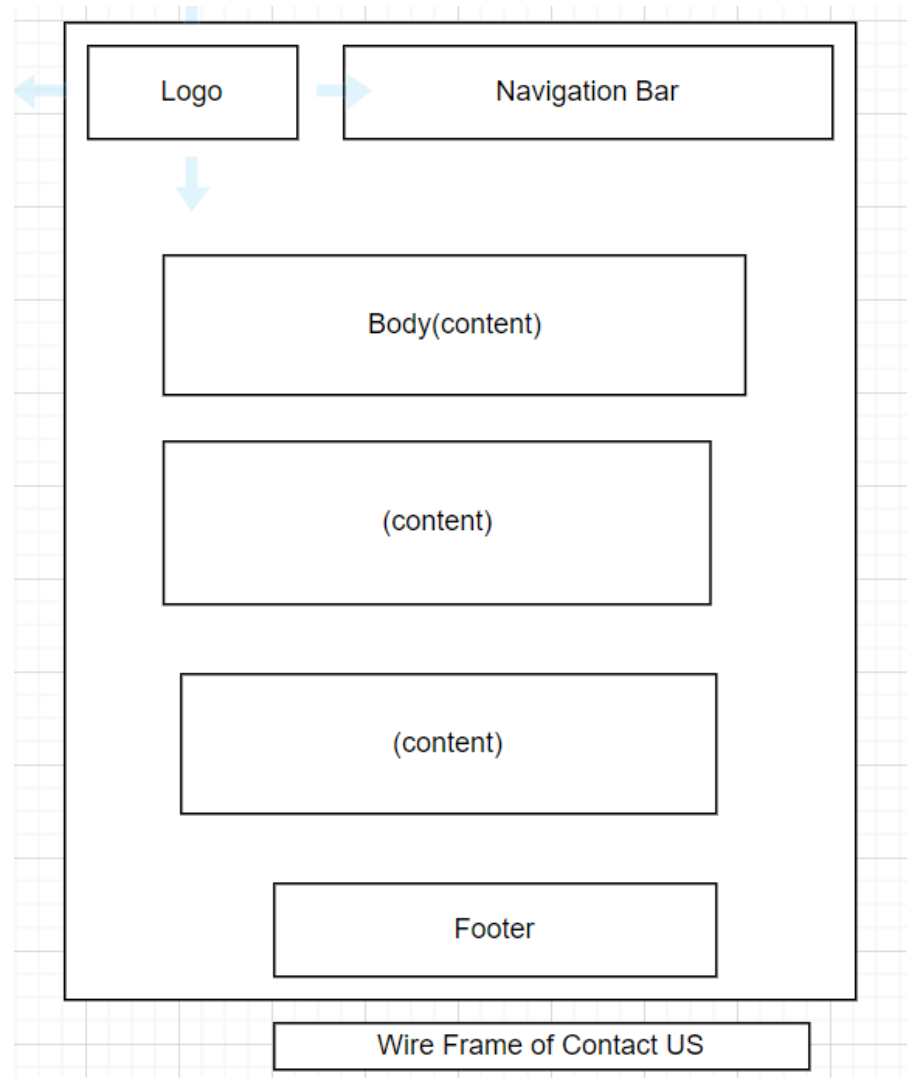 Logo
Navigation Bar
Body(content)
(content)
(content)
Footer
Wire Frame of Contact US